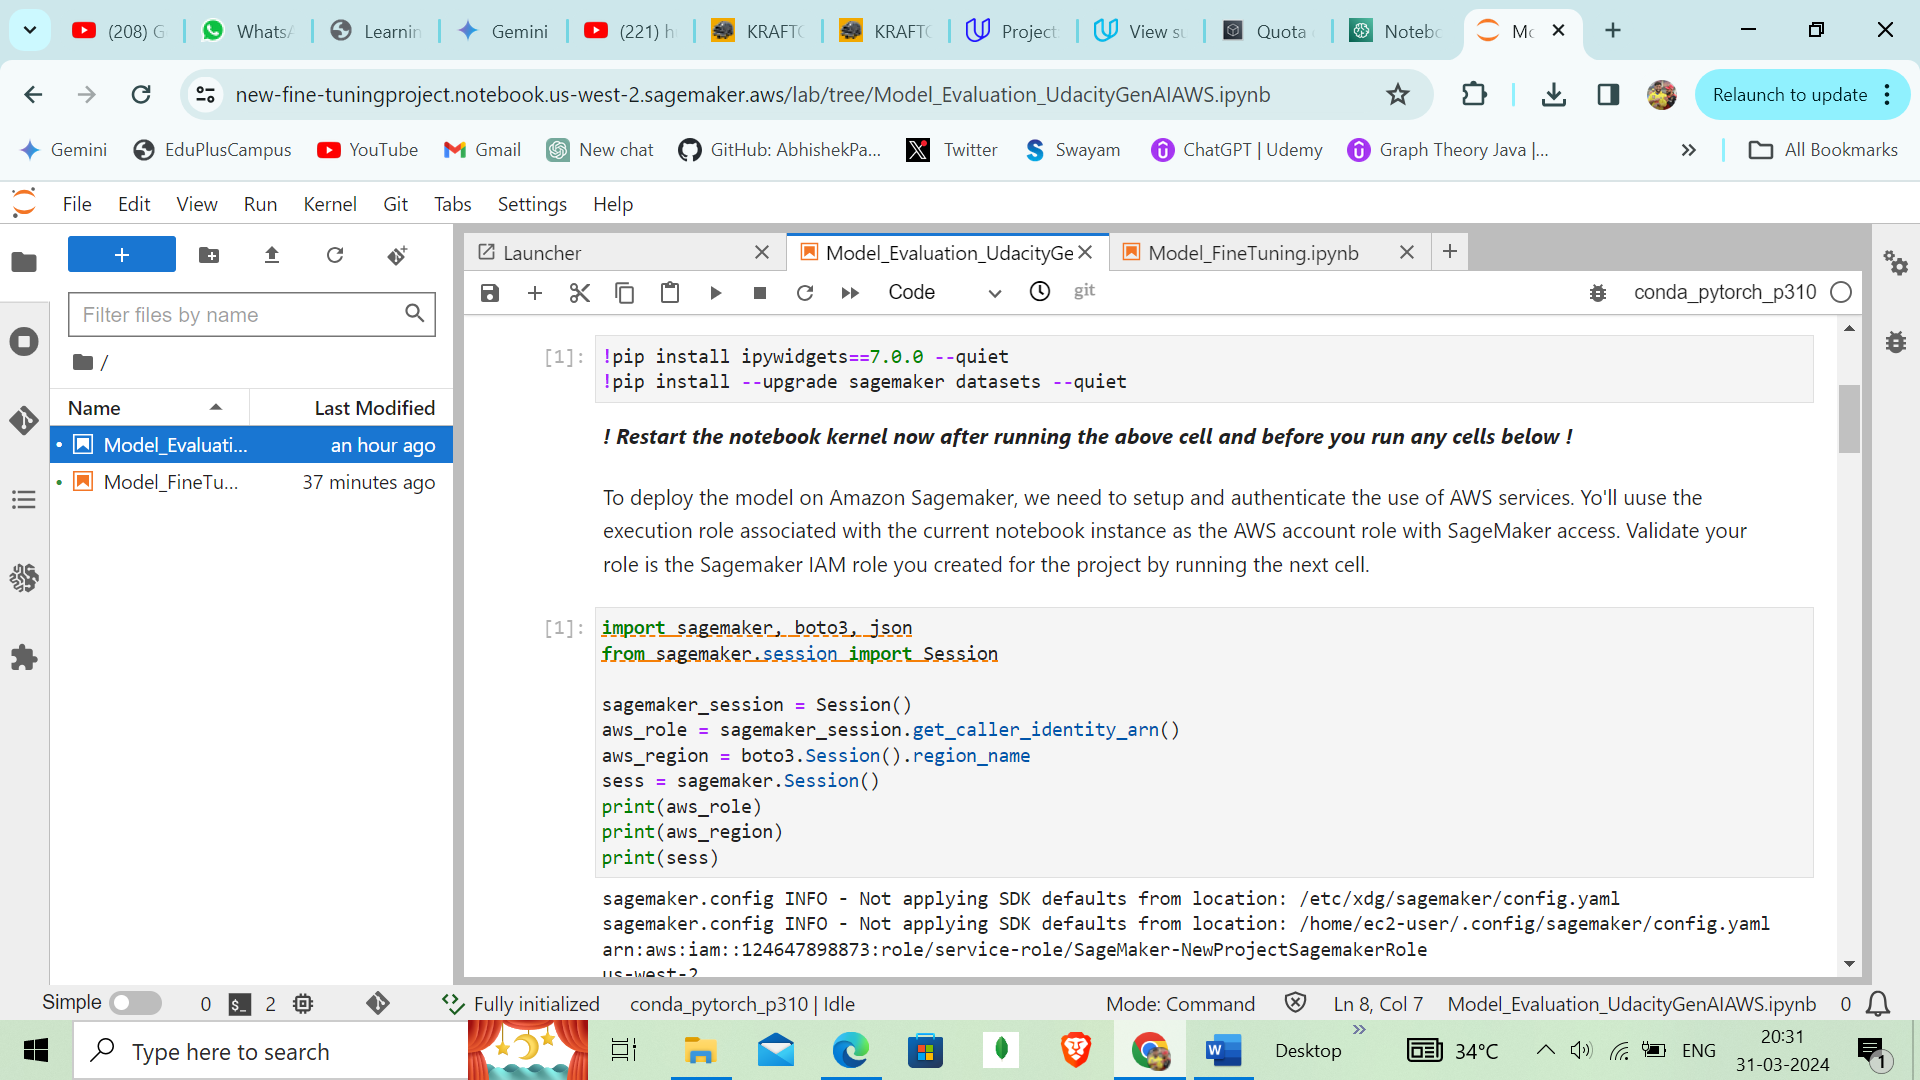 (208) G
WhatsA
Learnin
Gemini
(221) h
KRAFTO
KRAFTO
Project
View su
Quota
Notebo
Mo
new-fine-tuningproject.notebook.us-west-2.sagemaker.aws/lab/tree/Model_Evaluation_UdacityGenAIAWS.ipynb
Relaunch to update
Gemini
EduPlusCampus
YouTube
Gmail
New chat
GitHub: AbhishekPa...
Twitter
Swayam
ChatGPT | Udemy
Graph Theory Java |...
All Bookmarks
File Edit View Run Kernel Git Tabs Settings Help
Launcher
Model_Evaluation_UdacityGe
Model_FineTuning.ipynb
Code
git
conda_pytorch_p310
Filter files by name
/
Name Last Modified
Model_Evaluati... an hour ago
Model_FineTu... 37 minutes ago
[1]: !pip install ipywidgets==7.0.0 --quiet
!pip install --upgrade sagemaker datasets --quiet
! Restart the notebook kernel now after running the above cell and before you run any cells below !
To deploy the model on Amazon Sagemaker, we need to setup and authenticate the use of AWS services. Yo'll uuse the
execution role associated with the current notebook instance as the AWS account role with SageMaker access. Validate your
role is the Sagemaker IAM role you created for the project by running the next cell.
[1]: import sagemaker, boto3, json
from sagemaker.session import Session
sagemaker_session = Session()
aws_role = sagemaker_session.get_caller_identity_arn()
aws_region = boto3.Session().region_name
sess = sagemaker.Session()
print(aws_role)
print(aws_region)
print(sess)
sagemaker.config INFO - Not applying SDK defaults from location: /etc/xdg/sagemaker/config.yaml
sagemaker.config INFO - Not applying SDK defaults from location: /home/ec2-user/.config/sagemaker/config.yaml
arn:aws:iam::124647898873:role/service-role/SageMaker-NewProjectSagemakerRole
us-west-2
Simple 0 2 Fully initialized conda_pytorch_p310 | Idle Mode: Command Ln 8, Col 7 Model_Evaluation_UdacityGenAIAWS.ipynb 0
Type here to search
Desktop
34°C
ENG
20:31
31-03-2024
1